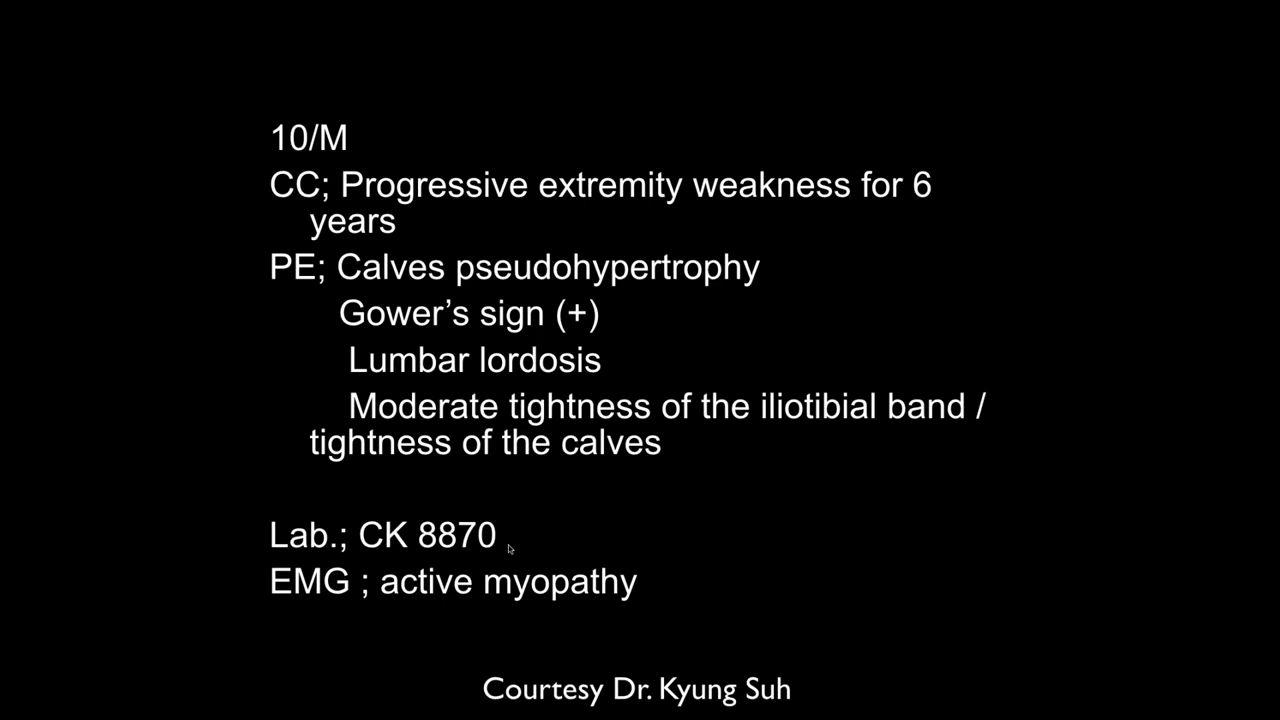 10/M
CC; Progressive extremity weakness for 6
years
PE; Calves pseudohypertrophy
Gower’s sign (+)
Lumbar lordosis
Moderate tightness of the iliotibial band /
tightness of the calves
Lab.; CK 8870
EMG ; active myopathy
Courtesy Dr. Kyung Suh